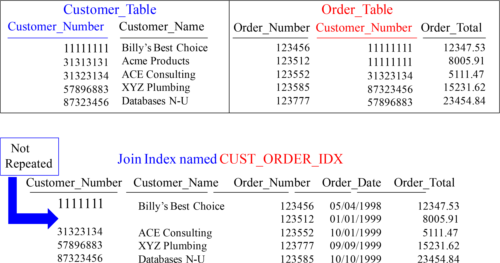 Customer_Table Order_Table
Customer_Number Customer_Name Order_Number Customer_Number Order_Total
11111111 Billy's Best Choice 123456 11111111 12347.53
31313131 Acme Products 123512 11111111 8005.91
31323134 ACE Consulting 123552 31323134 5111.47
57896883 XYZ Plumbing 123585 87323456 15231.62
87323456 Databases N-U 123777 57896883 23454.84
Not
Repeated
Join Index named CUST_ORDER_IDX
Customer_Number Customer_Name Order_Number Order_Date Order_Total
1111111 Billy's Best Choice 123456 05/04/1998 12347.53
123512 01/01/1999 8005.91
31323134 ACE Consulting 123552 10/01/1999 5111.47
57896883 XYZ Plumbing 123777 09/09/1999 23454.84
87323456 Databases N-U 123585 10/10/1999 15231.62